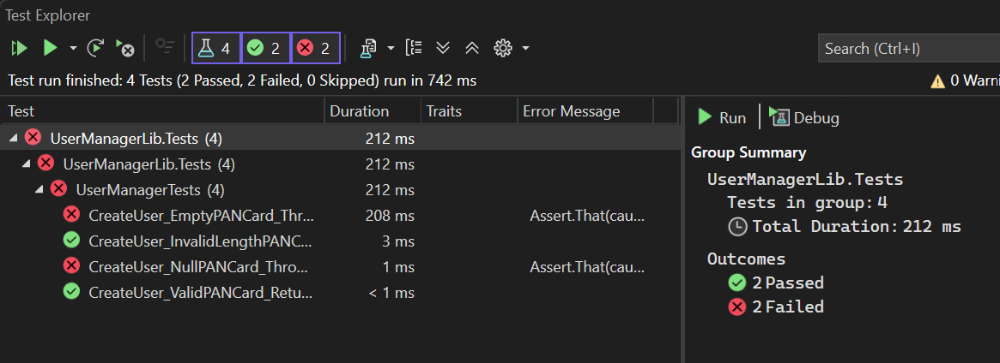 Test Explorer
4 2 2
Search (Ctrl+I)
Test run finished: 4 Tests (2 Passed, 2 Failed, 0 Skipped) run in 742 ms
0 Warni
Test Duration Traits Error Message
UserManagerLib.Tests (4) 212 ms
UserManagerLib.Tests (4) 212 ms
UserManagerTests (4) 212 ms
CreateUser_EmptyPANCard_Thr... 208 ms Assert.That(cau...
CreateUser_InvalidLengthPANC... 3 ms
CreateUser_NullPANCard_Thro... 1 ms Assert.That(cau...
CreateUser_ValidPANCard_Retu... < 1 ms
Run Debug
Group Summary
UserManagerLib.Tests
Tests in group: 4
Total Duration: 212 ms
Outcomes
2 Passed
2 Failed